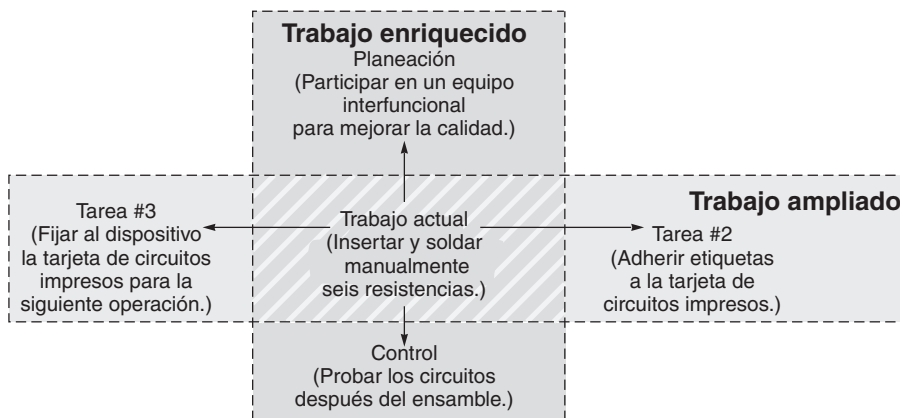 Trabajo enriquecido
Planeación
(Participar en un equipo
interfuncional
para mejorar la calidad.)
Tarea #3
(Fijar al dispositivo
la tarjeta de circuitos
impresos para la
siguiente operación.)
Trabajo actual
(Insertar y soldar
manualmente
seis resistencias.)
Trabajo ampliado
Tarea #2
(Adherir etiquetas
a la tarjeta de
circuitos impresos.)
Control
(Probar los circuitos
después del ensamble.)